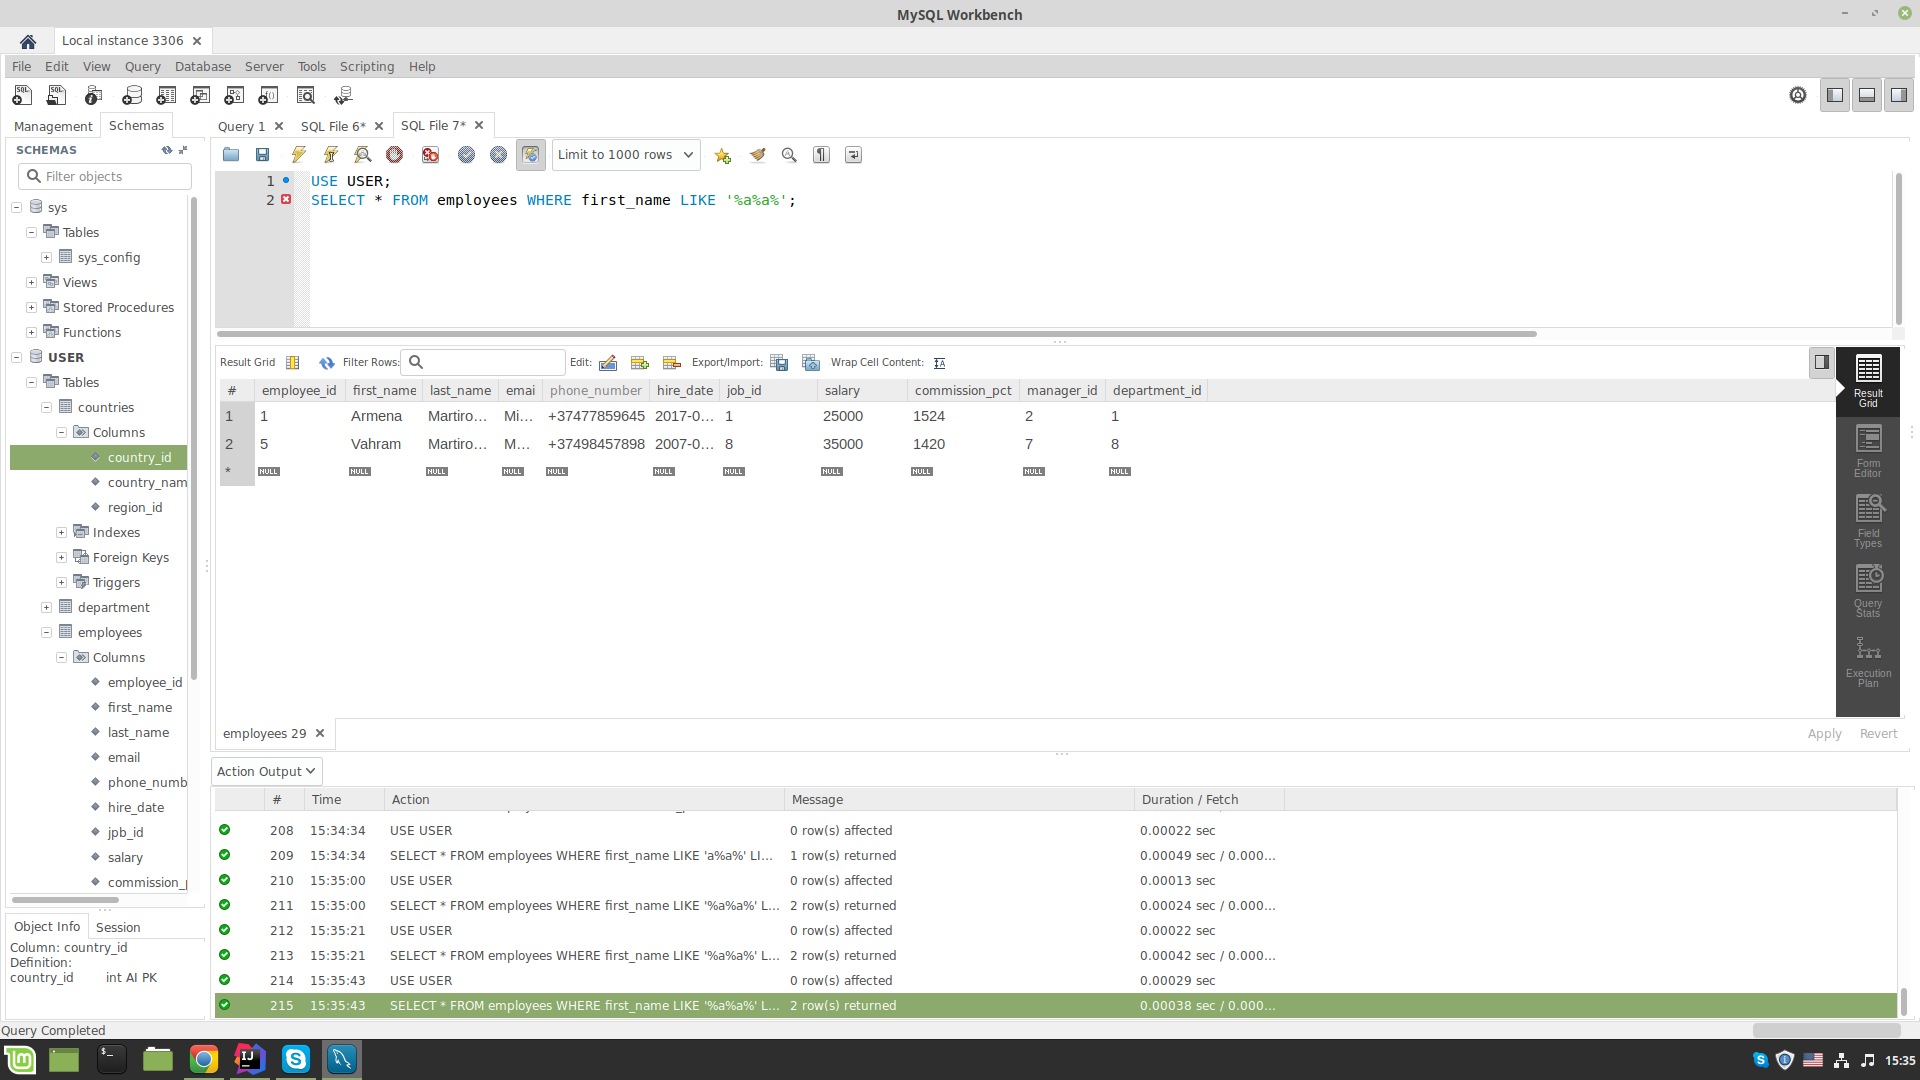 MySQL Workbench
Local instance 3306
File Edit View Query Database Server Tools Scripting Help
Management Schemas
Query 1 SQL File 6* SQL File 7*
SCHEMAS
Filter objects
sys
Tables
sys_config
Views
Stored Procedures
Functions
USER
Tables
countries
Columns
country_id
country_nam
region_id
Indexes
Foreign Keys
Triggers
department
employees
Columns
employee_id
first_name
last_name
email
phone_numb
hire_date
jpb_id
salary
commission_p
Object Info Session
Column: country_id
Definition:
country_id int AI PK
Limit to 1000 rows
1 USE USER;
2 SELECT * FROM employees WHERE first_name LIKE '%a%a%';
Result Grid Filter Rows: Edit: Export/Import: Wrap Cell Content:
# employee_id first_name last_name emai phone_number hire_date job_id salary commission_pct manager_id department_id
1 1 Armena Martiro... Mi... +37477859645 2017-0... 1 25000 1524 2 1
2 5 Vahram Martiro... M... +37498457898 2007-0... 8 35000 1420 7 8
* NULL NULL NULL NULL NULL NULL NULL NULL NULL NULL NULL
Result
Grid
Form
Editor
Field
Types
Query
Stats
Execution
Plan
employees 29
Apply Revert
Action Output
# Time Action Message Duration / Fetch
208 15:34:34 USE USER 0 row(s) affected 0.00022 sec
209 15:34:34 SELECT * FROM employees WHERE first_name LIKE 'a%a%' LI... 1 row(s) returned 0.00049 sec / 0.000...
210 15:35:00 USE USER 0 row(s) affected 0.00013 sec
211 15:35:00 SELECT * FROM employees WHERE first_name LIKE '%a%a%' L... 2 row(s) returned 0.00024 sec / 0.000...
212 15:35:21 USE USER 0 row(s) affected 0.00022 sec
213 15:35:21 SELECT * FROM employees WHERE first_name LIKE '%a%a%' L... 2 row(s) returned 0.00042 sec / 0.000...
214 15:35:43 USE USER 0 row(s) affected 0.00029 sec
215 15:35:43 SELECT * FROM employees WHERE first_name LIKE '%a%a%' L... 2 row(s) returned 0.00038 sec / 0.000...
Query Completed
15:35